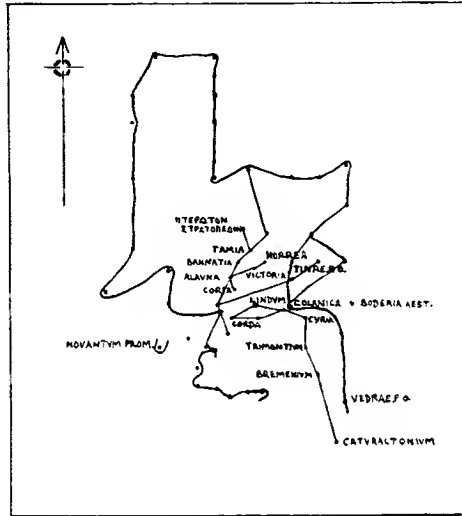 ΠΤΕΡΩΤΟΝ
ΣΤΡΑΤΟΠΕΔΟΝ
TAMIA
BANNATIA
HORREA
ALAVNA
VICTORIA
TINAE F.O.
CORIA
LINDVM
COLANICA & BODERIA AEST.
CORDA
CVRIA
NOVANTVM PROM.
TRIMONTIVM
BREMENIVM
VEDRAE F.O.
CATVRACTONIVM